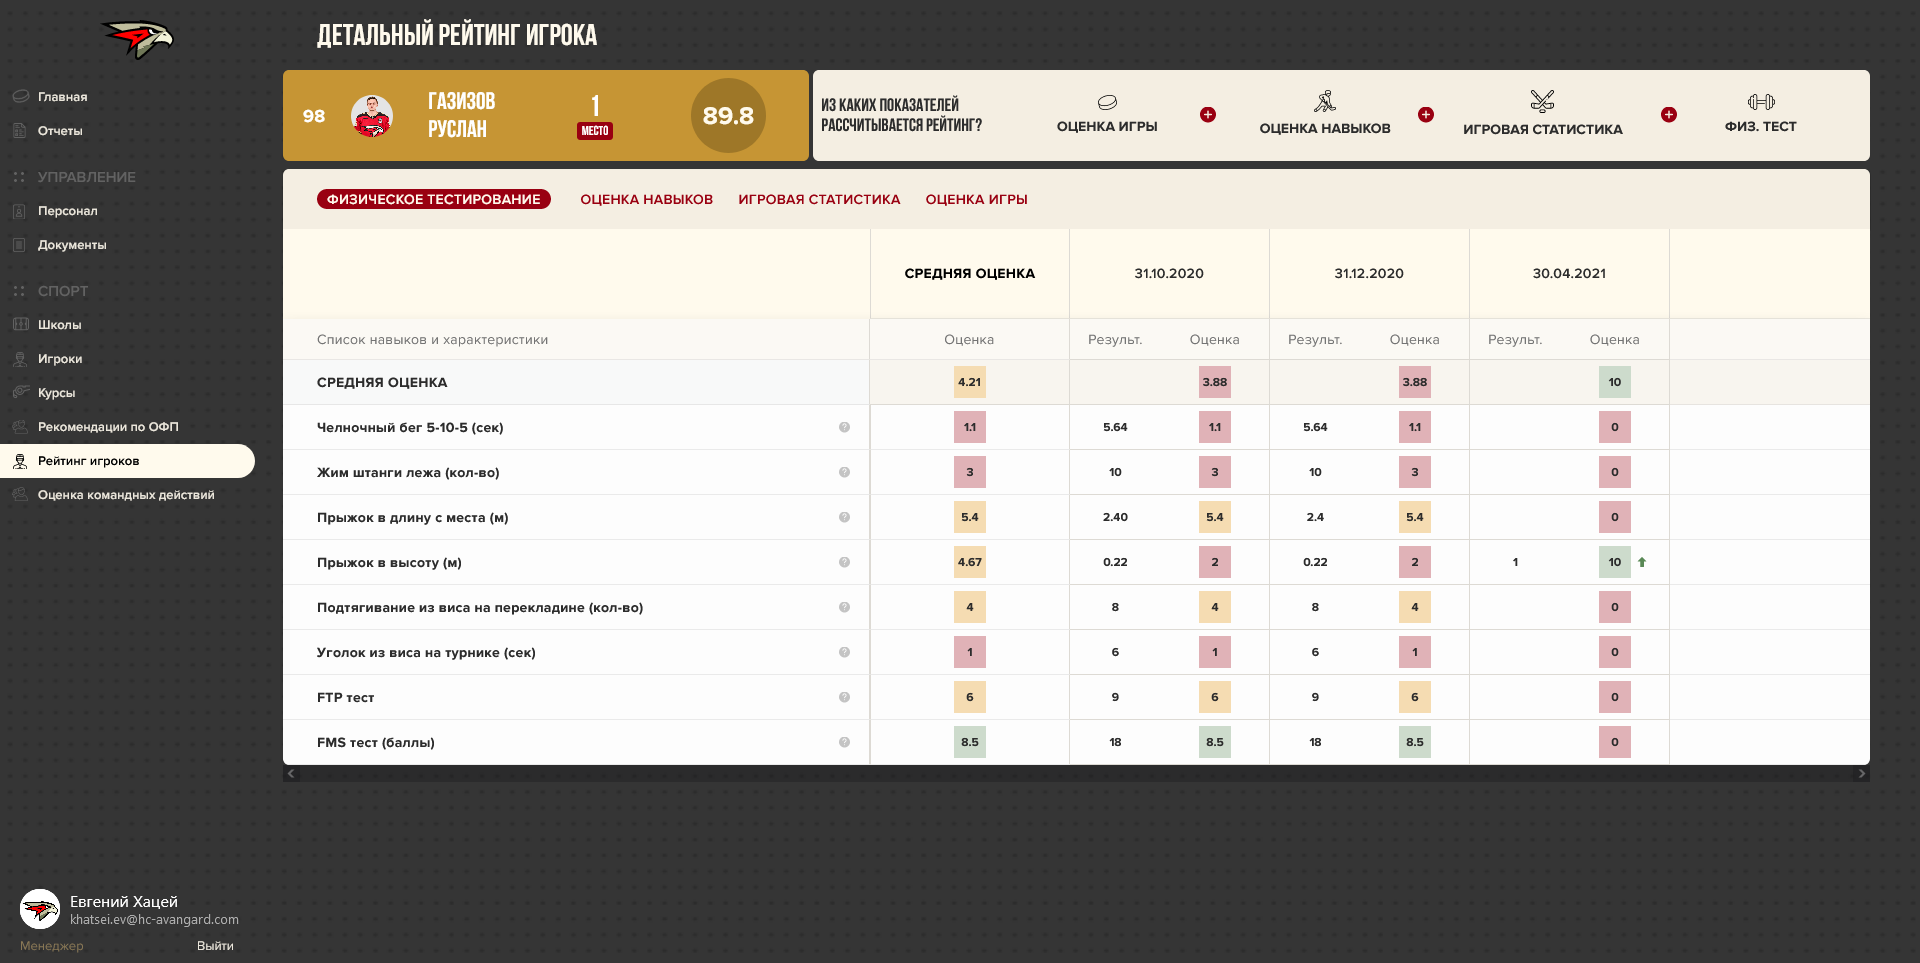 ДЕТАЛЬНЫЙ РЕЙТИНГ ИГРОКА
Главная
Отчеты
УПРАВЛЕНИЕ
Персонал
Документы
СПОРТ
Школы
Игроки
Курсы
Рекомендации по ОФП
Рейтинг игроков
Оценка командных действий
98
ГАЗИЗОВ
РУСЛАН
1
МЕСТО
89.8
ИЗ КАКИХ ПОКАЗАТЕЛЕЙ
РАССЧИТЫВАЕТСЯ РЕЙТИНГ?
ОЦЕНКА ИГРЫ
ОЦЕНКА НАВЫКОВ
ИГРОВАЯ СТАТИСТИКА
ФИЗ. ТЕСТ
ФИЗИЧЕСКОЕ ТЕСТИРОВАНИЕ ОЦЕНКА НАВЫКОВ ИГРОВАЯ СТАТИСТИКА ОЦЕНКА ИГРЫ
СРЕДНЯЯ ОЦЕНКА 31.10.2020 31.12.2020 30.04.2021
Список навыков и характеристики Оценка Результ. Оценка Результ. Оценка Результ. Оценка
СРЕДНЯЯ ОЦЕНКА 4.21 3.88 3.88 10
Челночный бег 5-10-5 (сек) ? 1.1 5.64 1.1 5.64 1.1 0
Жим штанги лежа (кол-во) ? 3 10 3 10 3 0
Прыжок в длину с места (м) ? 5.4 2.40 5.4 2.4 5.4 0
Прыжок в высоту (м) ? 4.67 0.22 2 0.22 2 1 10
Подтягивание из виса на перекладине (кол-во) ? 4 8 4 8 4 0
Уголок из виса на турнике (сек) ? 1 6 1 6 1 0
FTP тест ? 6 9 6 9 6 0
FMS тест (баллы) ? 8.5 18 8.5 18 8.5 0
Евгений Хацей
khatsei.ev@hc-avangard.com
Менеджер Выйти